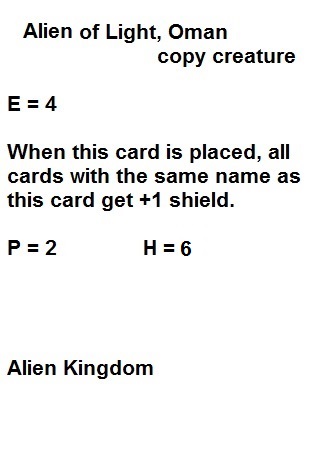 Alien of Light, Oman
copy creature
E = 4
When this card is placed, all
cards with the same name as
this card get +1 shield.
P = 2 H = 6
Alien Kingdom